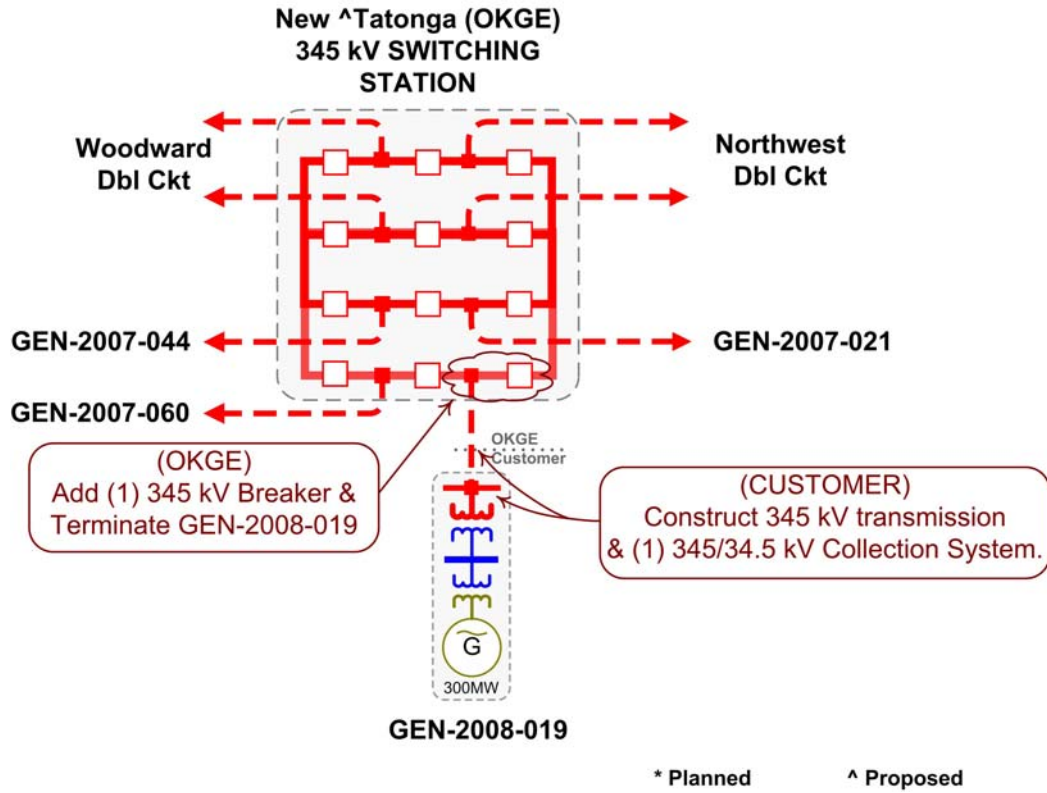 New ^Tatonga (OKGE)
345 kV SWITCHING
STATION
Woodward
Dbl Ckt
Northwest
Dbl Ckt
GEN-2007-044
GEN-2007-021
GEN-2007-060
OKGE
Customer
(OKGE)
Add (1) 345 kV Breaker &
Terminate GEN-2008-019
(CUSTOMER)
Construct 345 kV transmission
& (1) 345/34.5 kV Collection System.
G
300MW
GEN-2008-019
* Planned
^ Proposed